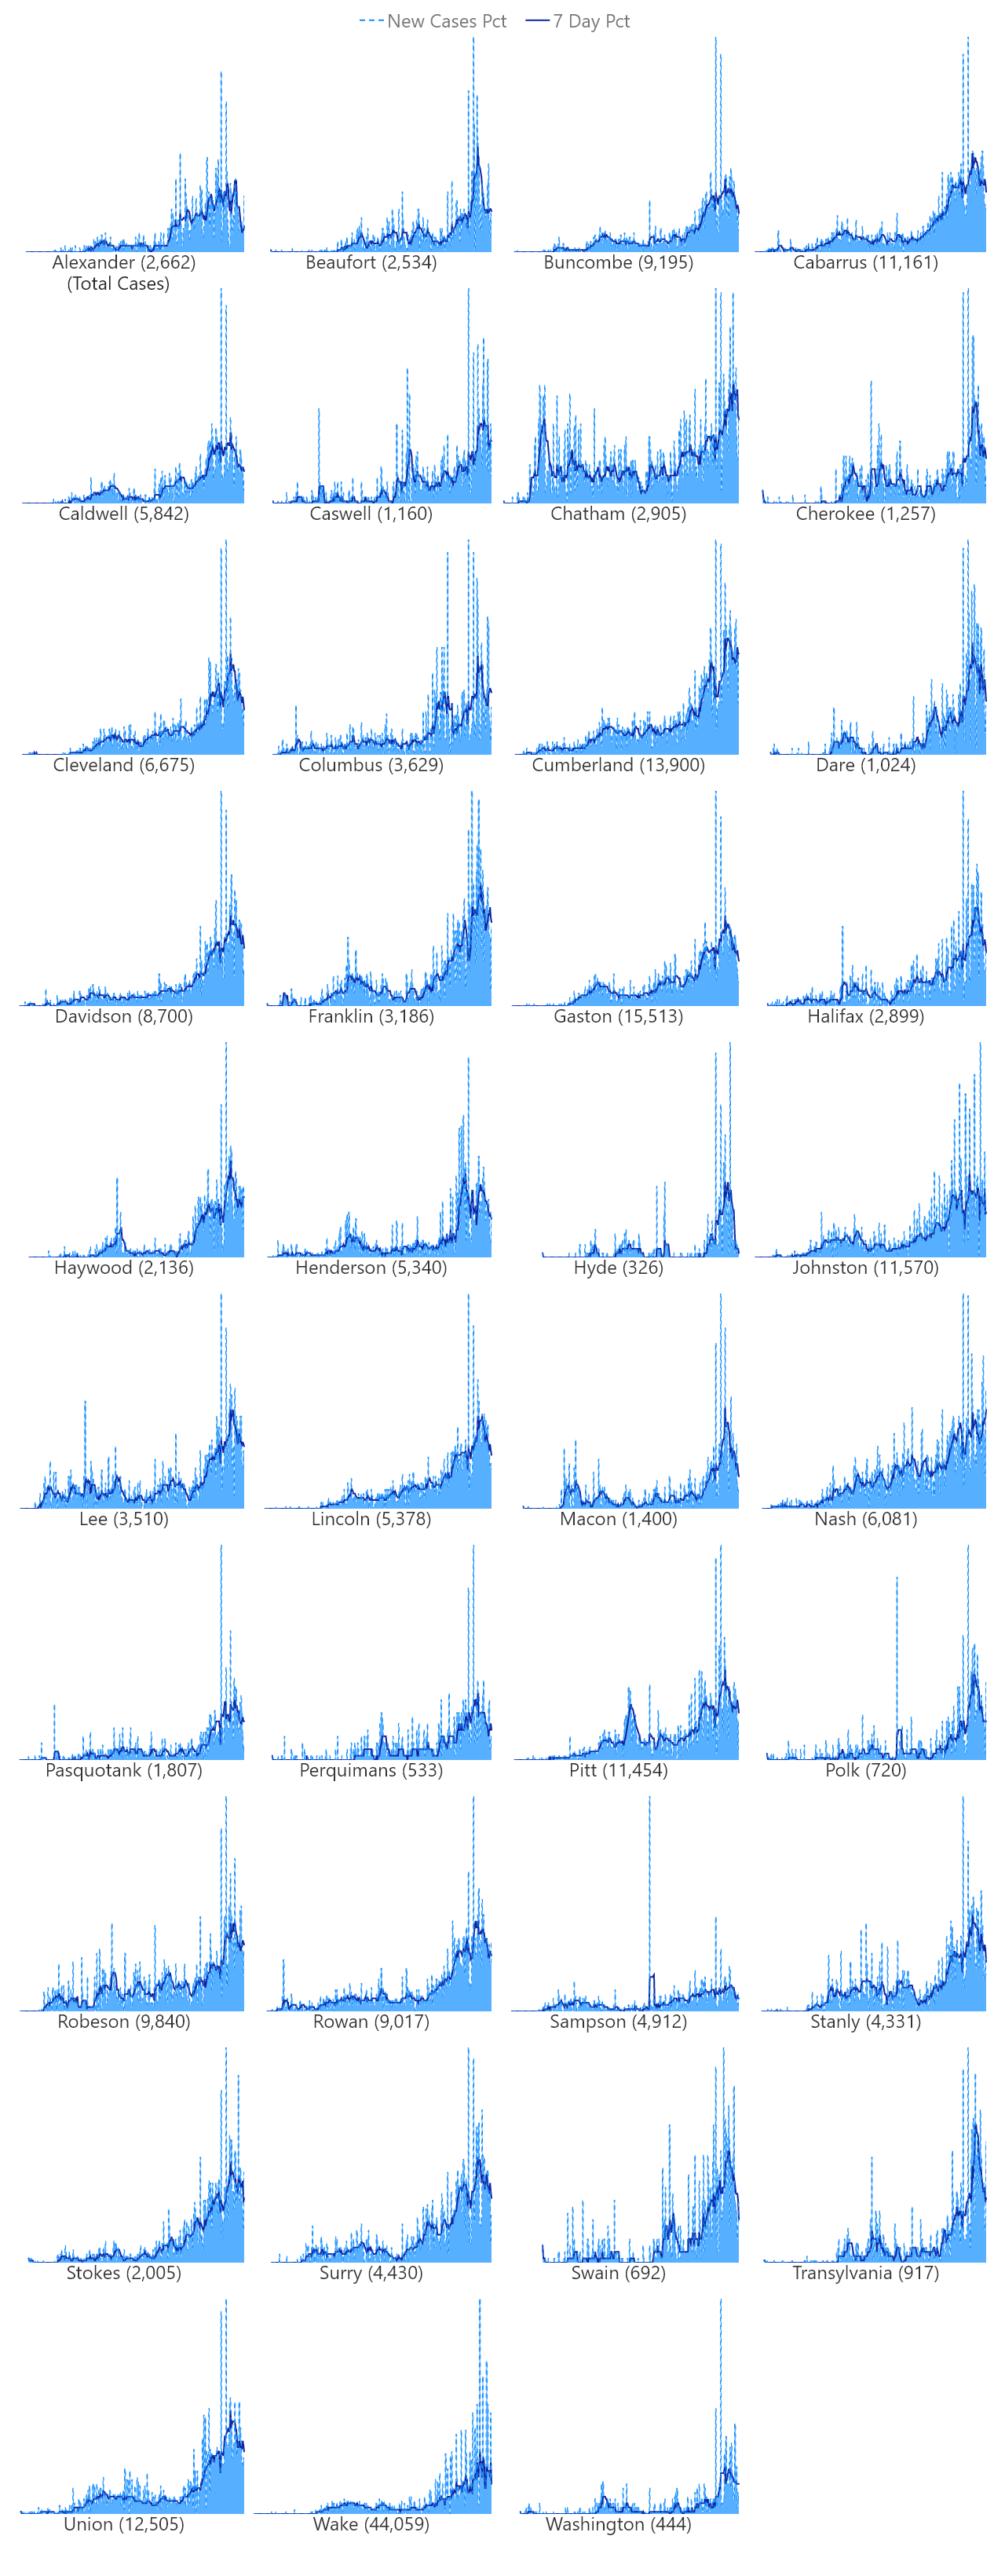 New Cases Pct 7 Day Pct
Alexander (2,662) Beaufort (2,534) Buncombe (9,195) Cabarrus (11,161)
(Total Cases)
Caldwell (5,842) Caswell (1,160) Chatham (2,905) Cherokee (1,257)
Cleveland (6,675) Columbus (3,629) Cumberland (13,900) Dare (1,024)
Davidson (8,700) Franklin (3,186) Gaston (15,513) Halifax (2,899)
Haywood (2,136) Henderson (5,340) Hyde (326) Johnston (11,570)
Lee (3,510) Lincoln (5,378) Macon (1,400) Nash (6,081)
Pasquotank (1,807) Perquimans (533) Pitt (11,454) Polk (720)
Robeson (9,840) Rowan (9,017) Sampson (4,912) Stanly (4,331)
Stokes (2,005) Surry (4,430) Swain (692) Transylvania (917)
Union (12,505) Wake (44,059) Washington (444)